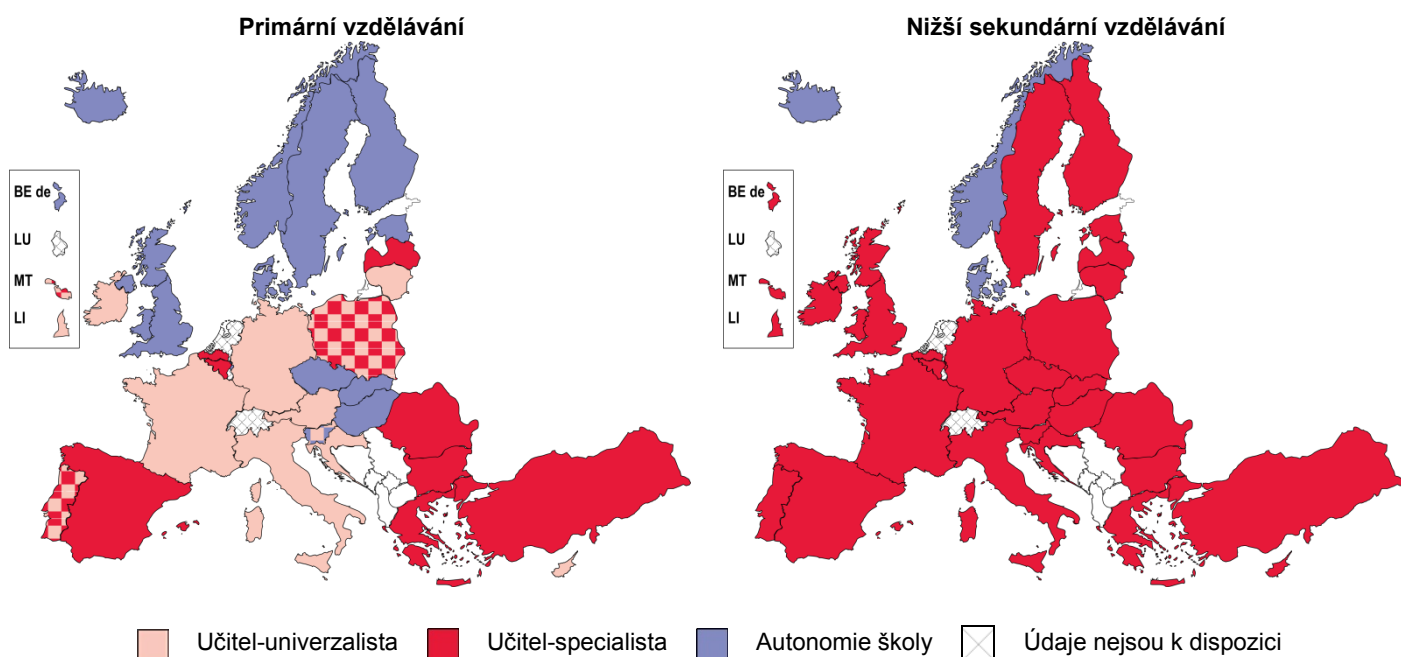 Primární vzdělávání
Nižší sekundární vzdělávání
BE de
LU
MT
LI
BE de
LU
MT
LI
Učitel-univerzalista
Učitel-specialista
Autonomie školy
Údaje nejsou k dispozici